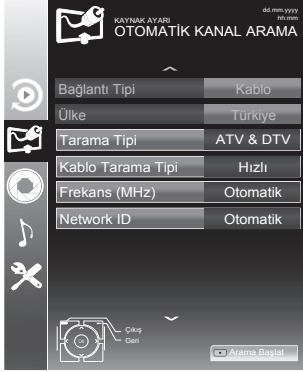 dd.mm.yyyy
hh:mm
KAYNAK AYARI
OTOMATİK KANAL ARAMA
Bağlantı Tipi Kablo
Ülke Türkiye
Tarama Tipi ATV & DTV
Kablo Tarama Tipi Hızlı
Frekans (MHz) Otomatik
Network ID Otomatik
Çıkış
OK
Geri
Arama Başlat